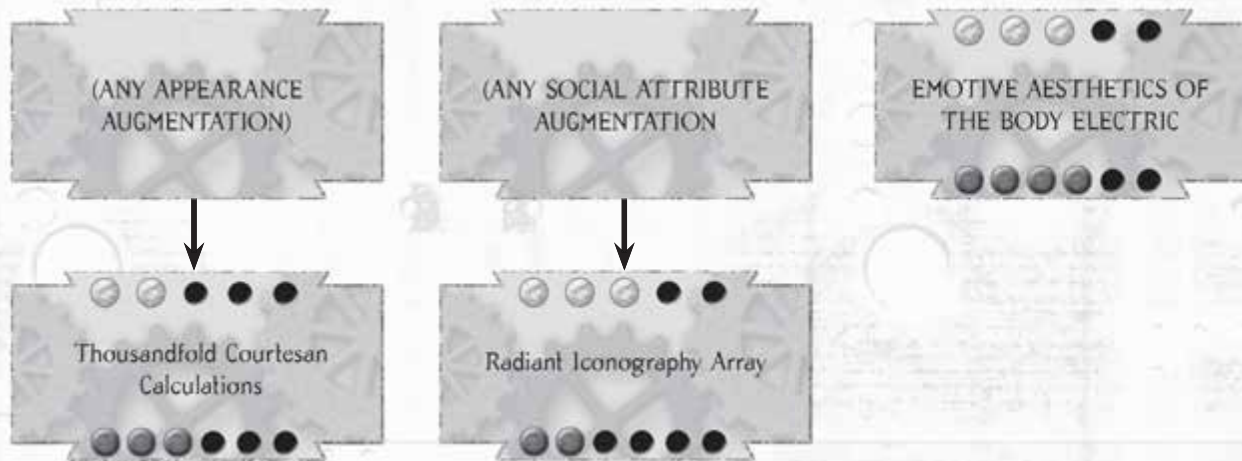 (ANY APPEARANCE
AUGMENTATION)
(ANY SOCIAL ATTRIBUTE
AUGMENTATION
EMOTIVE AESTHETICS OF
THE BODY ELECTRIC
Thousandfold Courtesan
Calculations
Radiant Iconography Array